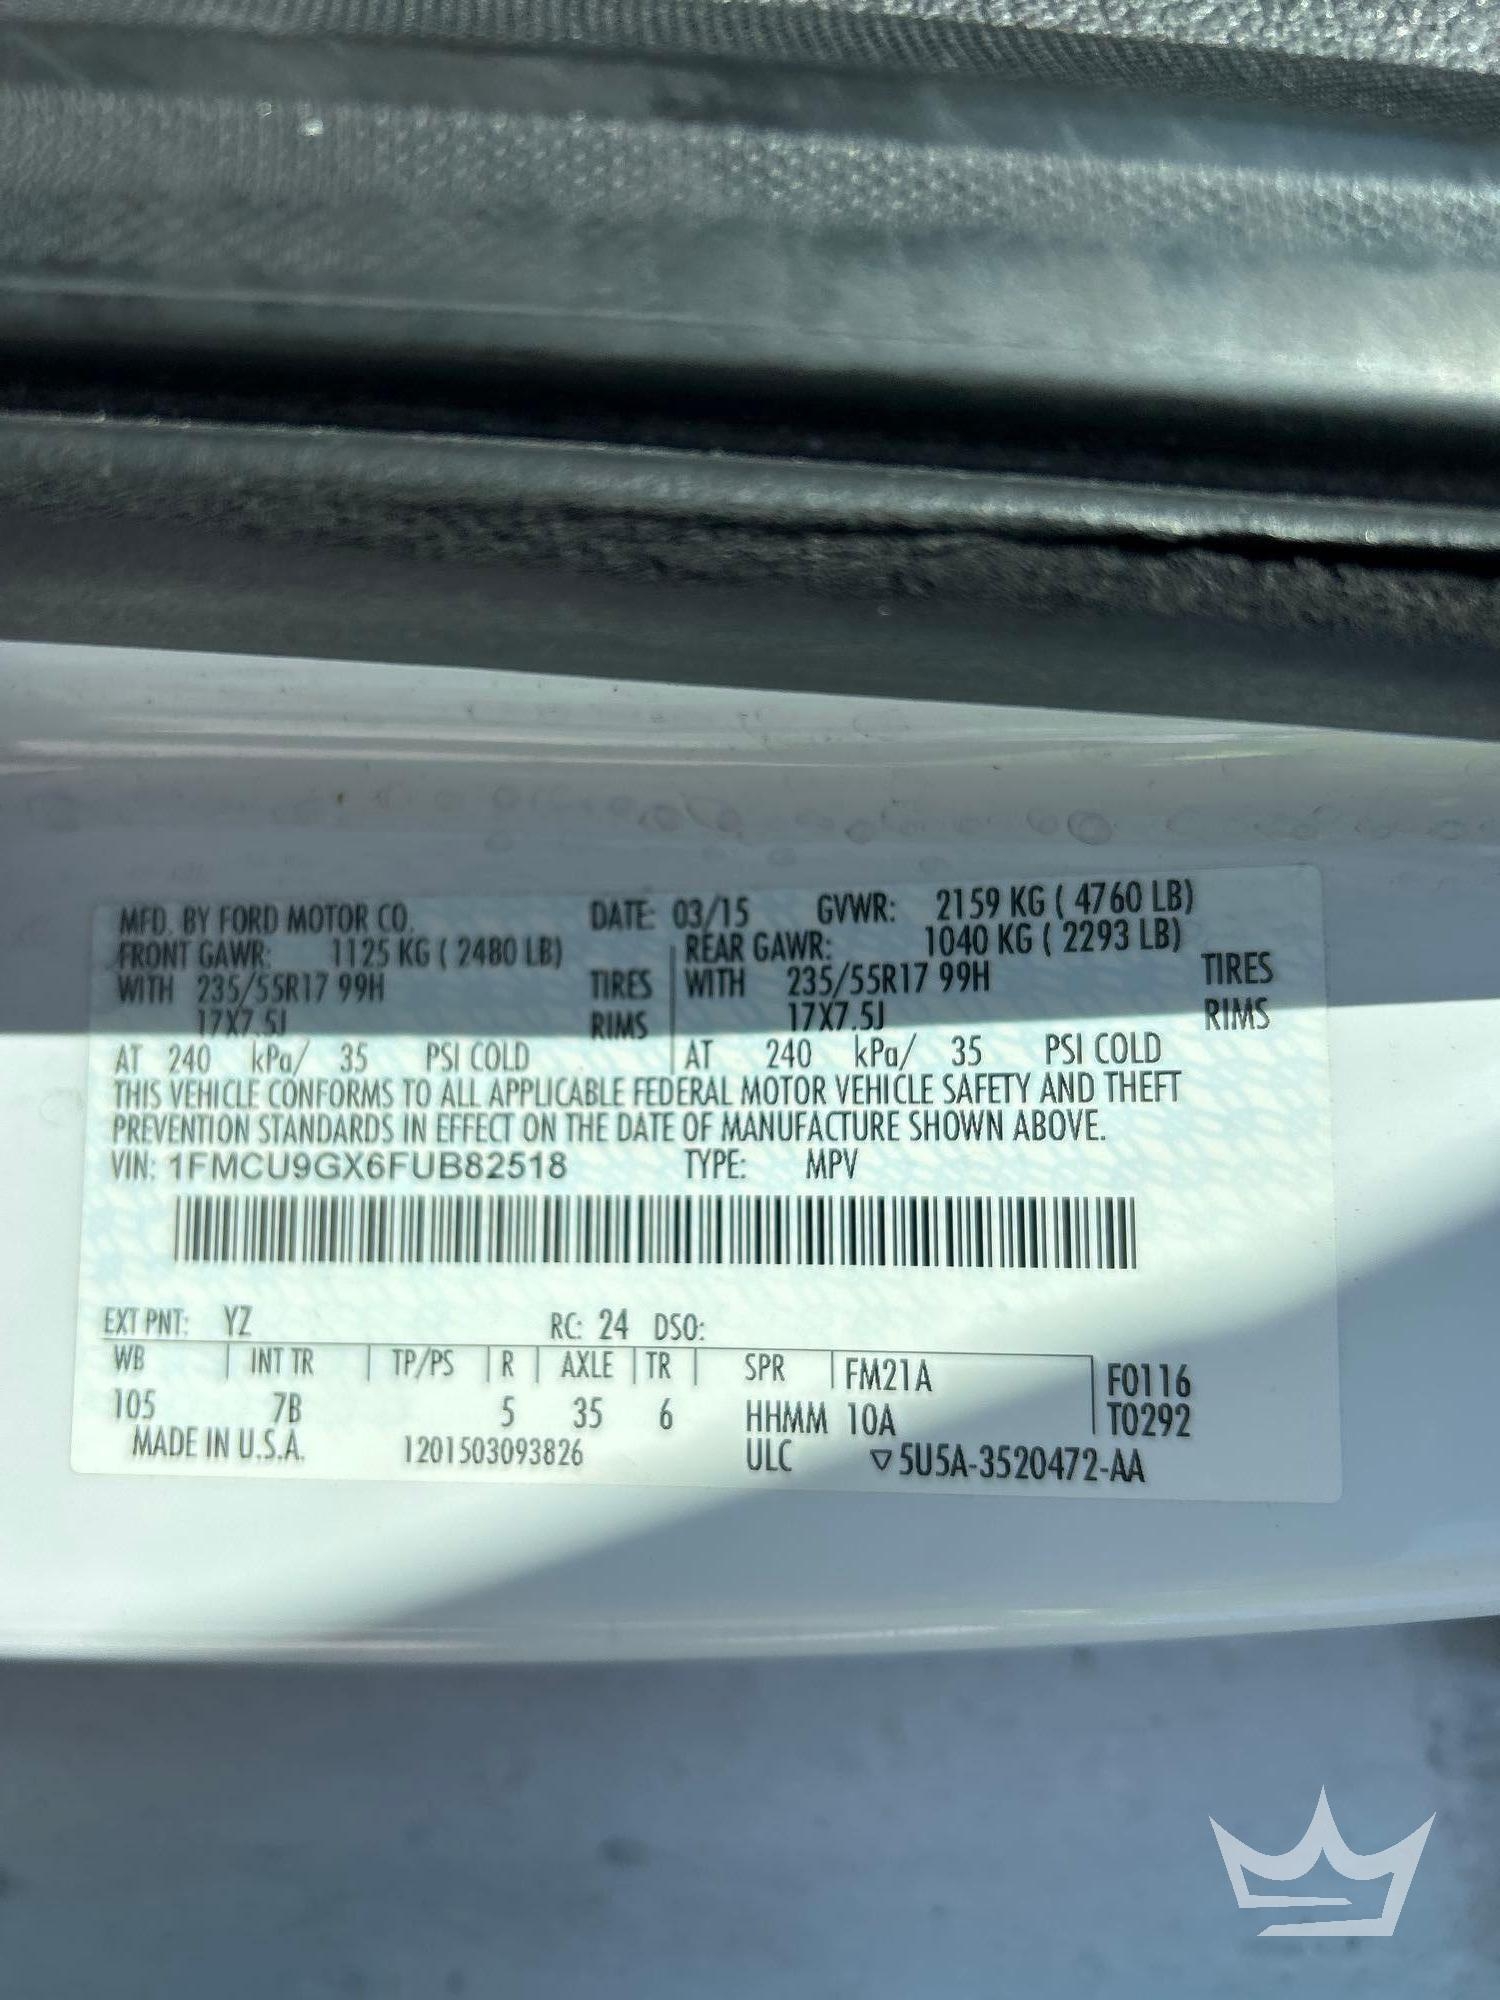 MFD. BY FORD MOTOR CO. DATE: 03/15 GVWR: 2159 KG ( 4760 LB)
FRONT GAWR: 1125 KG ( 2480 LB) REAR GAWR: 1040 KG ( 2293 LB)
WITH 235/55R17 99H TIRES WITH 235/55R17 99H TIRES
17X7.5J RIMS 17X7.5J RIMS
AT 240 kPa/ 35 PSI COLD AT 240 kPa/ 35 PSI COLD
THIS VEHICLE CONFORMS TO ALL APPLICABLE FEDERAL MOTOR VEHICLE SAFETY AND THEFT
PREVENTION STANDARDS IN EFFECT ON THE DATE OF MANUFACTURE SHOWN ABOVE.
VIN: 1FMCU9GX6FUB82518 TYPE: MPV
EXT PNT: YZ RC: 24 DSO:
WB INT TR TP/PS R AXLE TR SPR FM21A F0116
105 7B 5 35 6 HHMM 10A T0292
MADE IN U.S.A. 1201503093826 ULC ▽5U5A-3520472-AA